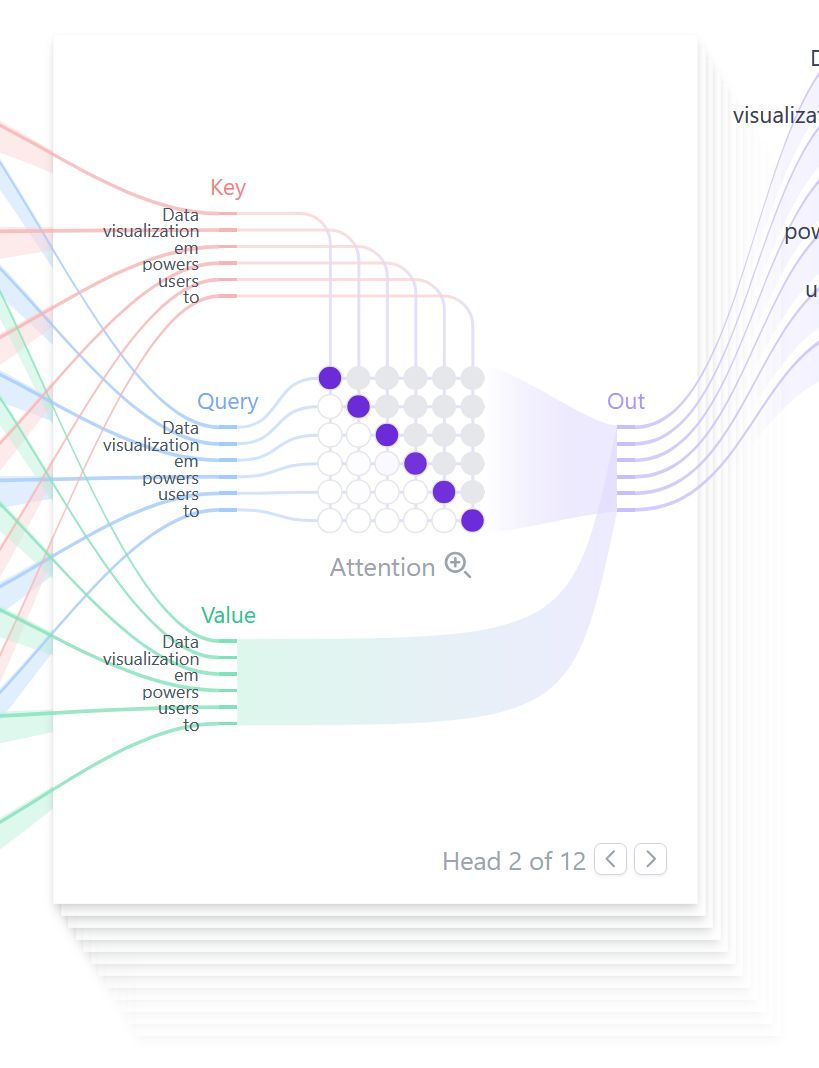 Key
Data
visualization
em
powers
users
to
Query
Data
visualization
em
powers
users
to
Attention
Out
Value
Data
visualization
em
powers
users
to
Head 2 of 12
D
visualizat
pow
u